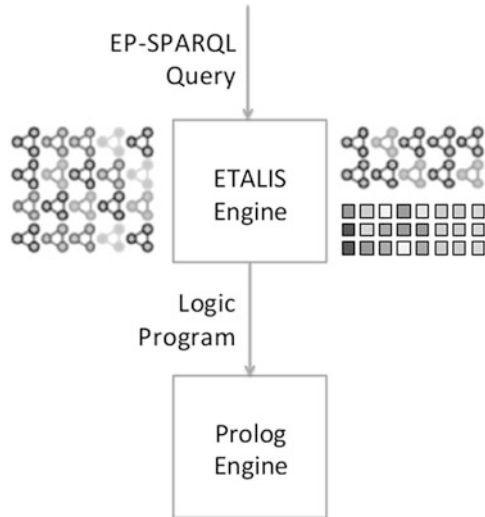 EP-SPARQL
Query
ETALIS
Engine
Logic
Program
Prolog
Engine